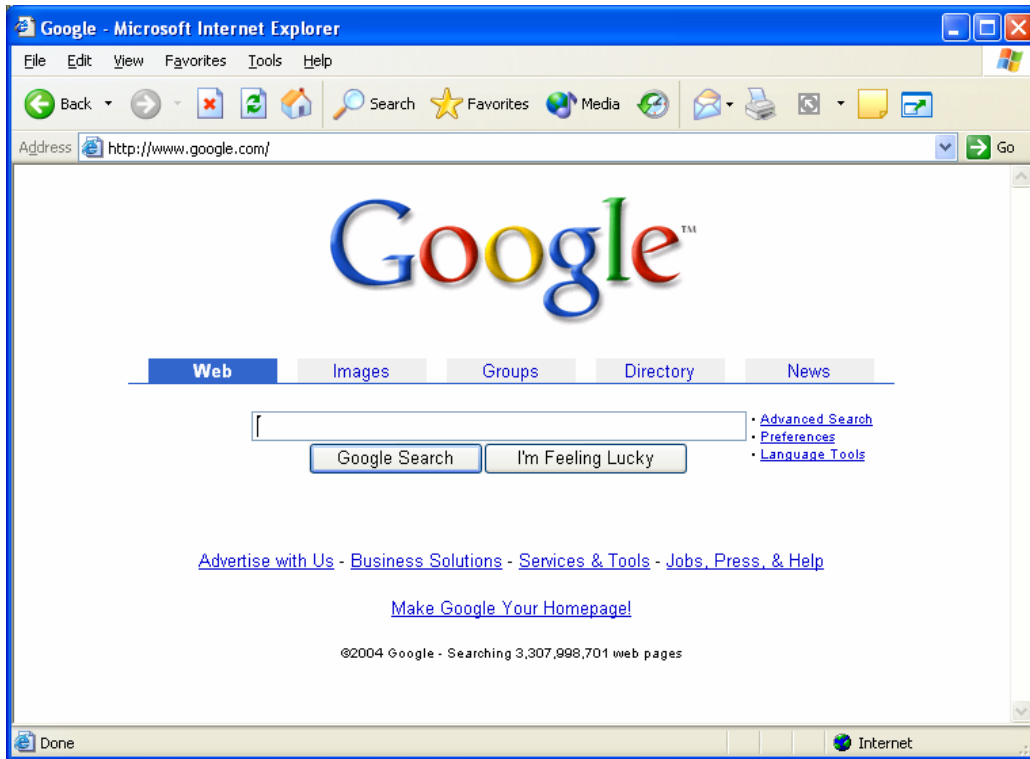 Google - Microsoft Internet Explorer
File Edit View Favorites Tools Help
Back Search Favorites Media
Address http://www.google.com/ Go
Google™
Web Images Groups Directory News
• Advanced Search
• Preferences
• Language Tools
Google Search I'm Feeling Lucky
Advertise with Us - Business Solutions - Services & Tools - Jobs, Press, & Help
Make Google Your Homepage!
©2004 Google - Searching 3,307,998,701 web pages
Done Internet